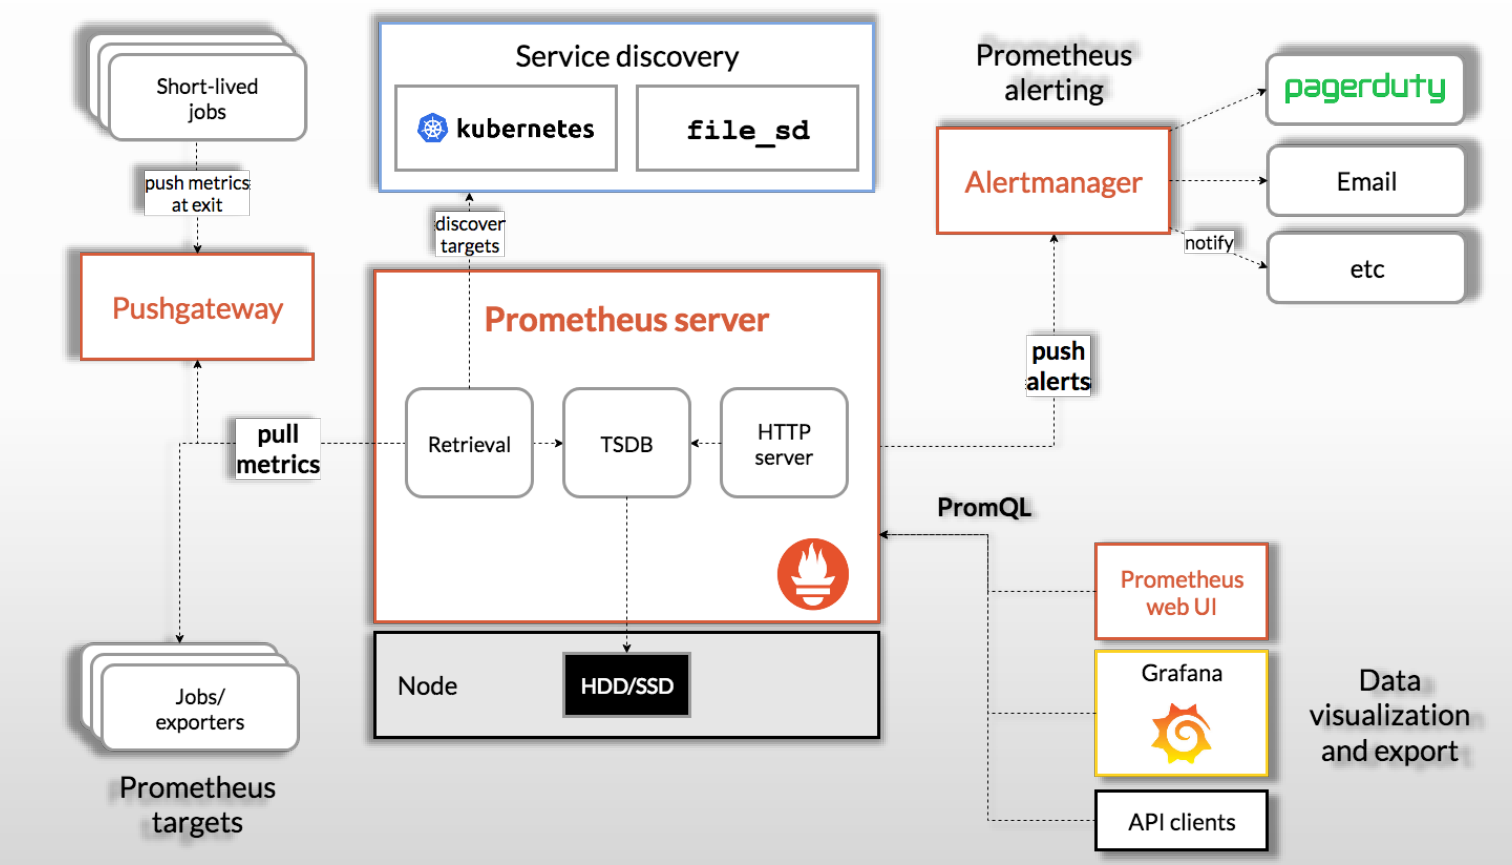 Short-lived
jobs
push metrics
at exit
Pushgateway
pull
metrics
Jobs/
exporters
Prometheus
targets
Service discovery
kubernetes
file_sd
discover
targets
Prometheus server
Retrieval
TSDB
HTTP
server
Node
HDD/SSD
Prometheus
alerting
Alertmanager
pagerduty
Email
notify
etc
push
alerts
PromQL
Prometheus
web UI
Grafana
API clients
Data
visualization
and export